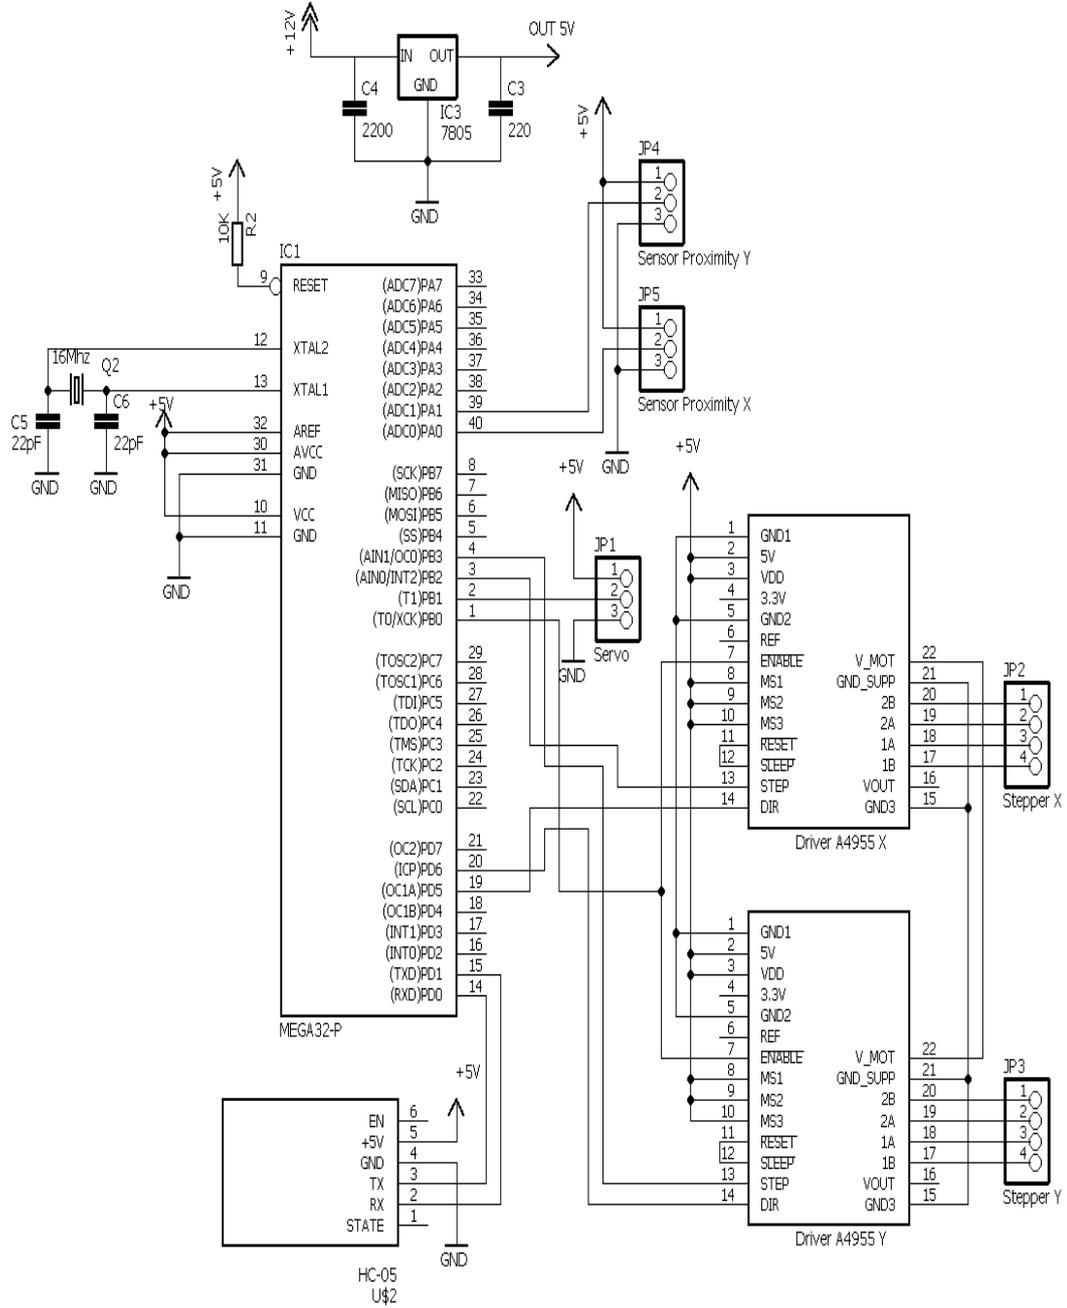 +12V
OUT 5V
IN OUT
GND
C4
2200
IC3
7805
C3
220
GND
+5V
JP4
1
2
3
Sensor Proximity Y
JP5
1
2
3
Sensor Proximity X
GND
+5V
10K
R2
IC1
9 RESET
12 XTAL2
13 XTAL1
32 AREF
30 AVCC
31 GND
10 VCC
11 GND
16Mhz
Q2
C5
22pF
C6
22pF
+5V
GND
GND
GND
(ADC7)PA7 33
(ADC6)PA6 34
(ADC5)PA5 35
(ADC4)PA4 36
(ADC3)PA3 37
(ADC2)PA2 38
(ADC1)PA1 39
(ADC0)PA0 40
(SCK)PB7 8
(MISO)PB6 7
(MOSI)PB5 6
(SS)PB4 5
(AIN1/OC0)PB3 4
(AIN0/INT2)PB2 3
(T1)PB1 2
(T0/XCK)PB0 1
(TOSC2)PC7 29
(TOSC1)PC6 28
(TDI)PC5 27
(TDO)PC4 26
(TMS)PC3 25
(TCK)PC2 24
(SDA)PC1 23
(SCL)PC0 22
(OC2)PD7 21
(ICP)PD6 20
(OC1A)PD5 19
(OC1B)PD4 18
(INT1)PD3 17
(INT0)PD2 16
(TXD)PD1 15
(RXD)PD0 14
MEGA32-P
+5V
JP1
1
2
3
Servo
GND
+5V
1 GND1
2 5V
3 VDD
4 3.3V
5 GND2
6 REF
7 ENABLE
8 MS1
9 MS2
10 MS3
11 RESET
12 SLEEP
13 STEP
14 DIR
V_MOT 22
GND_SUPP 21
2B 20
2A 19
1A 18
1B 17
VOUT 16
GND3 15
Driver A4955 X
JP2
1
2
3
4
Stepper X
1 GND1
2 5V
3 VDD
4 3.3V
5 GND2
6 REF
7 ENABLE
8 MS1
9 MS2
10 MS3
11 RESET
12 SLEEP
13 STEP
14 DIR
V_MOT 22
GND_SUPP 21
2B 20
2A 19
1A 18
1B 17
VOUT 16
GND3 15
Driver A4955 Y
JP3
1
2
3
4
Stepper Y
+5V
EN 6
+5V 5
GND 4
TX 3
RX 2
STATE 1
GND
HC-05
U$2